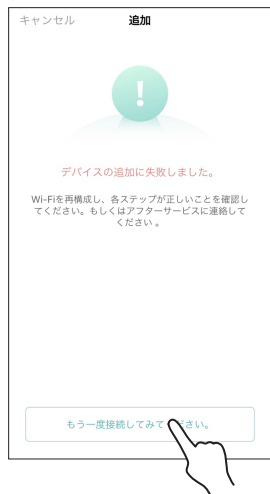 キャンセル 追加
デバイスの追加に失敗しました。
Wi-Fiを再構成し、各ステップが正しいことを確認し
てください。もしくはアフターサービスに連絡して
ください 。
もう一度接続してみて さい。